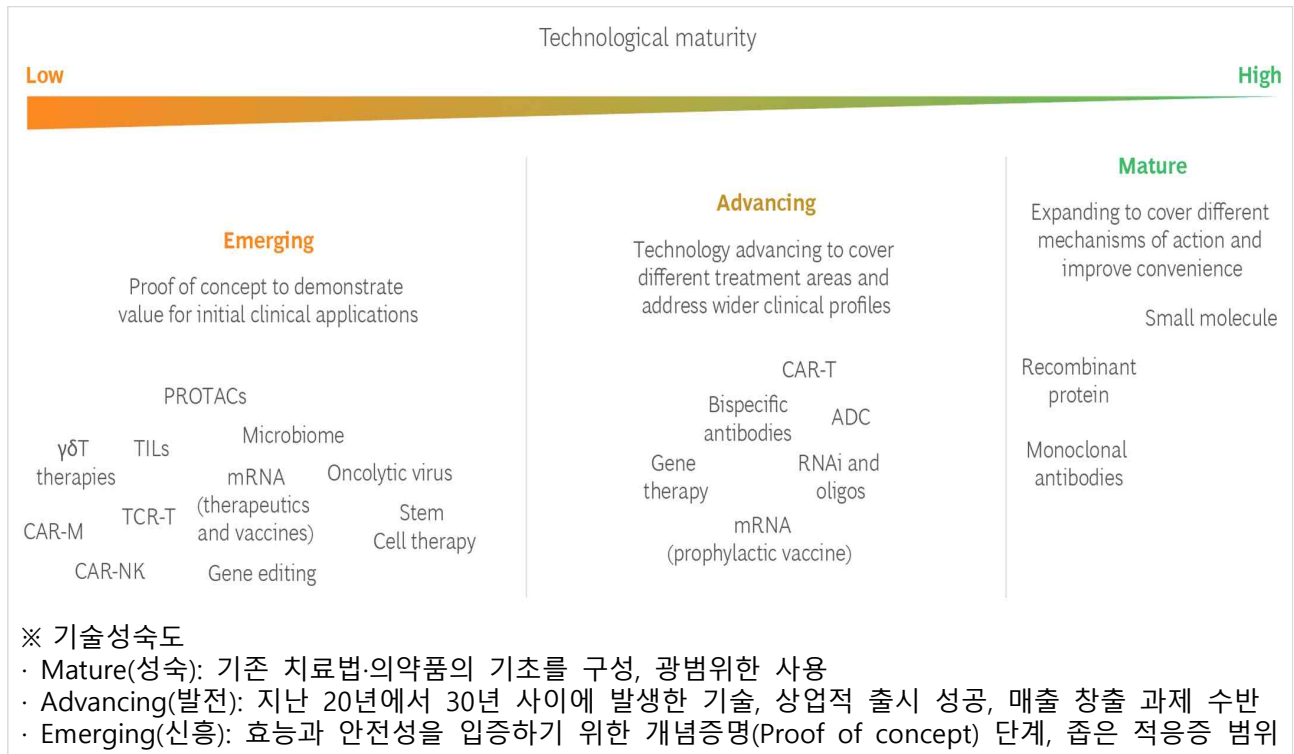 Technological maturity
Low
High
Emerging
Proof of concept to demonstrate
value for initial clinical applications
PROTACs
Microbiome
γδT
therapies
TILs
mRNA
(therapeutics
and vaccines)
Oncolytic virus
CAR-M
TCR-T
Stem
Cell therapy
CAR-NK
Gene editing
Advancing
Technology advancing to cover
different treatment areas and
address wider clinical profiles
CAR-T
Bispecific
antibodies
ADC
Gene
therapy
RNAi and
oligos
mRNA
(prophylactic vaccine)
Mature
Expanding to cover different
mechanisms of action and
improve convenience
Small molecule
Recombinant
protein
Monoclonal
antibodies
※ 기술성숙도
· Mature(성숙): 기존 치료법·의약품의 기초를 구성, 광범위한 사용
· Advancing(발전): 지난 20년에서 30년 사이에 발생한 기술, 상업적 출시 성공, 매출 창출 과제 수반
· Emerging(신흥): 효능과 안전성을 입증하기 위한 개념증명(Proof of concept) 단계, 좁은 적응증 범위